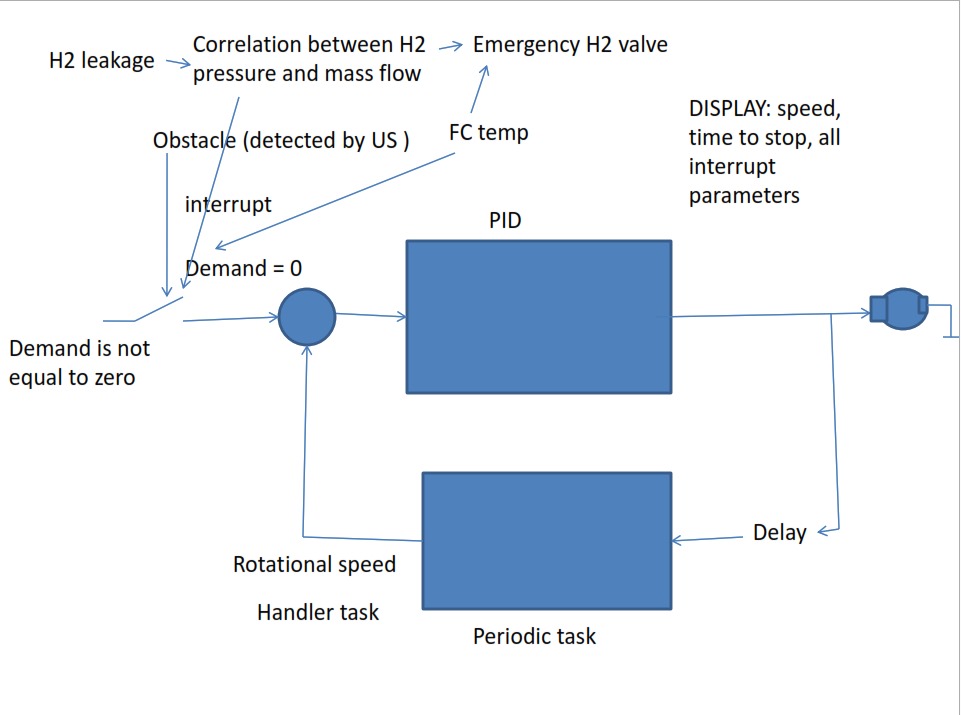 H2 leakage
Correlation between H2
pressure and mass flow
Emergency H2 valve
DISPLAY: speed,
time to stop, all
interrupt
parameters
Obstacle (detected by US )
FC temp
interrupt
PID
Demand = 0
Demand is not
equal to zero
Delay
Rotational speed
Handler task
Periodic task